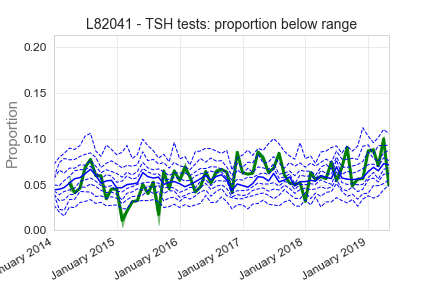 L82041 - TSH tests: proportion below range
Proportion
0.20
0.15
0.10
0.05
0.00
nuary 2014
January 2015
January 2016
January 2017
January 2018
January 2019